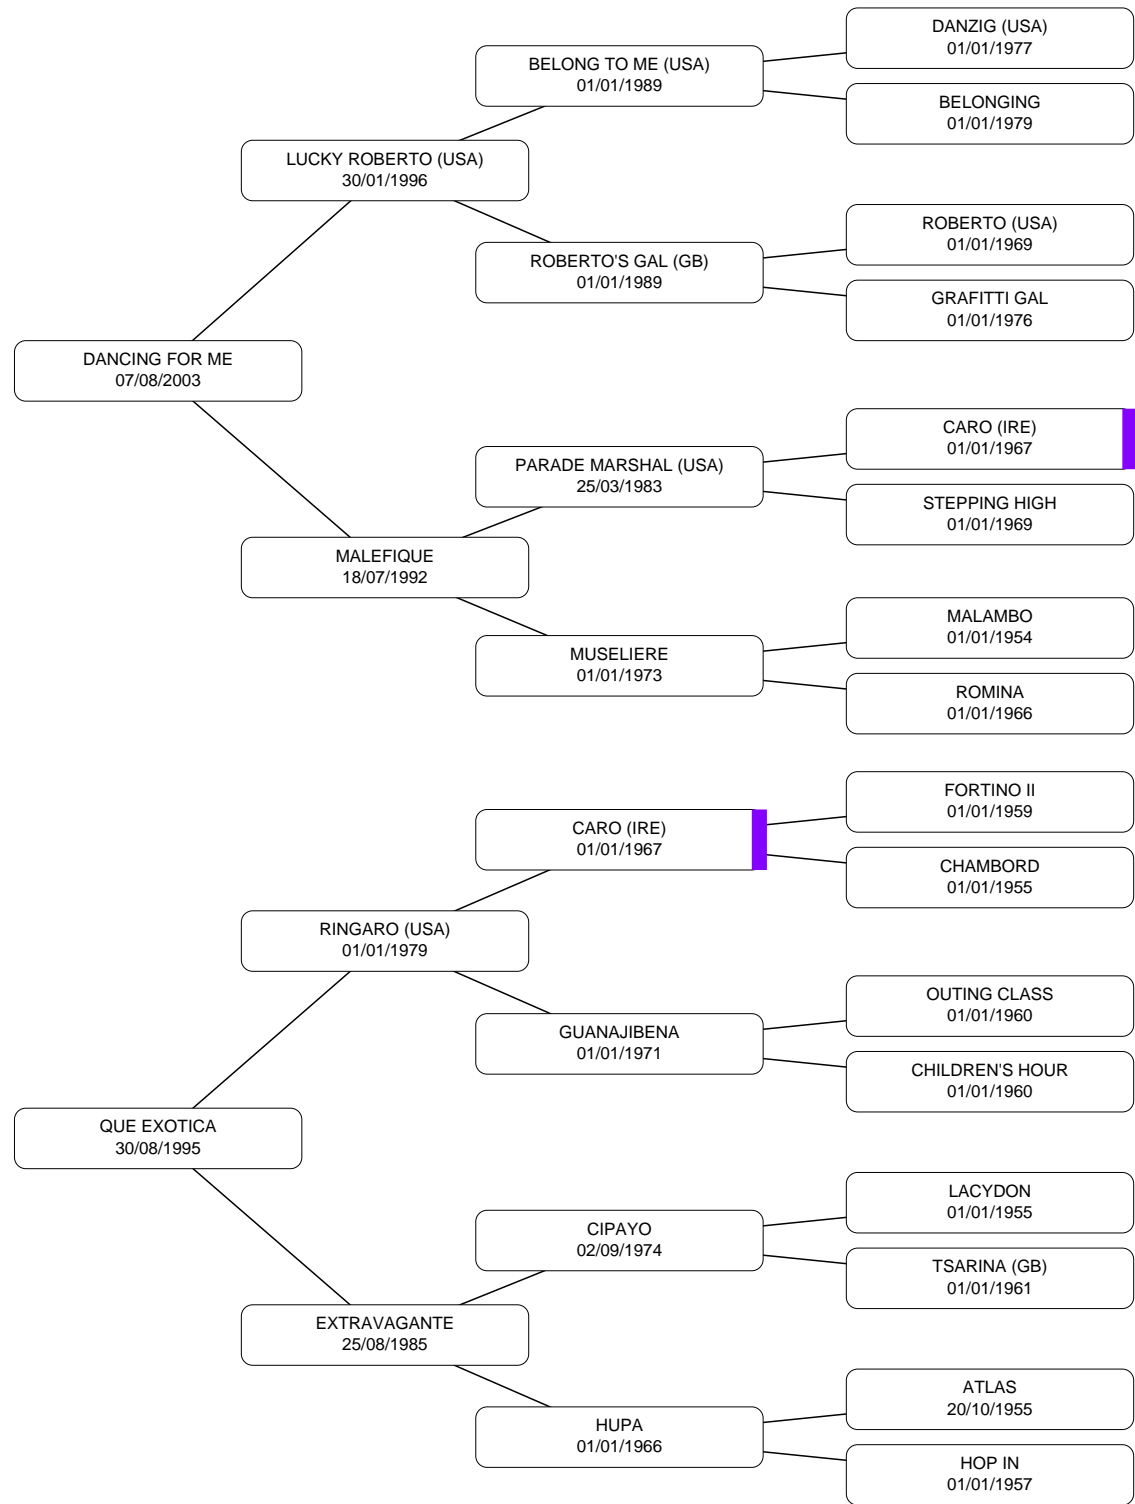 DANZIG (USA)
01/01/1977
BELONG TO ME (USA)
01/01/1989
BELONGING
01/01/1979
LUCKY ROBERTO (USA)
30/01/1996
ROBERTO (USA)
01/01/1969
ROBERTO'S GAL (GB)
01/01/1989
GRAFITTI GAL
01/01/1976
DANCING FOR ME
07/08/2003
CARO (IRE)
01/01/1967
PARADE MARSHAL (USA)
25/03/1983
STEPPING HIGH
01/01/1969
MALEFIQUE
18/07/1992
MALAMBO
01/01/1954
MUSELIERE
01/01/1973
ROMINA
01/01/1966
FORTINO II
01/01/1959
CARO (IRE)
01/01/1967
CHAMBORD
01/01/1955
RINGARO (USA)
01/01/1979
OUTING CLASS
01/01/1960
GUANAJIBENA
01/01/1971
CHILDREN'S HOUR
01/01/1960
QUE EXOTICA
30/08/1995
LACYDON
01/01/1955
CIPAYO
02/09/1974
TSARINA (GB)
01/01/1961
EXTRAVAGANTE
25/08/1985
ATLAS
20/10/1955
HUPA
01/01/1966
HOP IN
01/01/1957